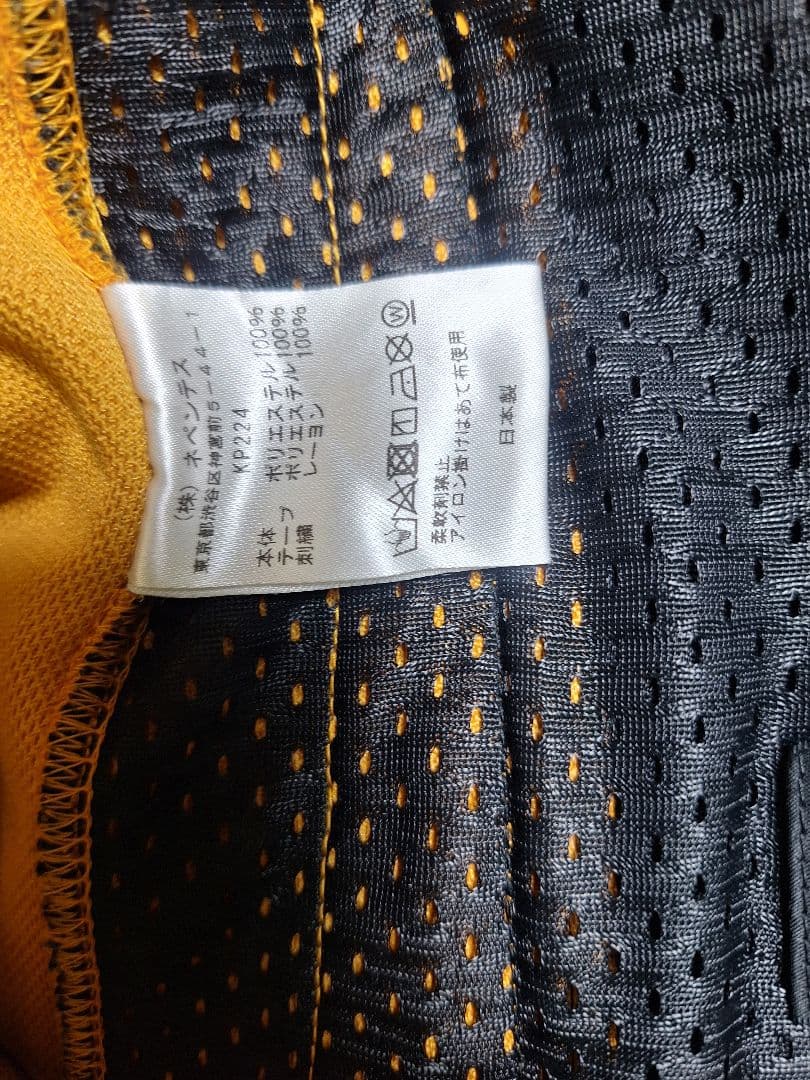 (株) ネペンテス
東京都渋谷区神宮前5-44-1
KP224
本体 ポリエステル 100%
テープ ポリエステル 100%
刺繍 レーヨン 100%
柔軟剤禁止
アイロン掛けはあて布使用
日本製